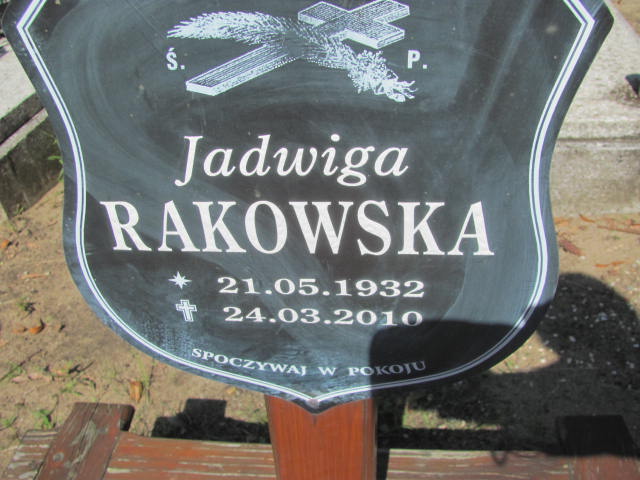 Ś. P.
Jadwiga
RAKOWSKA
21.05.1932
24.03.2010
SPOCZYWAJ W POKOJU